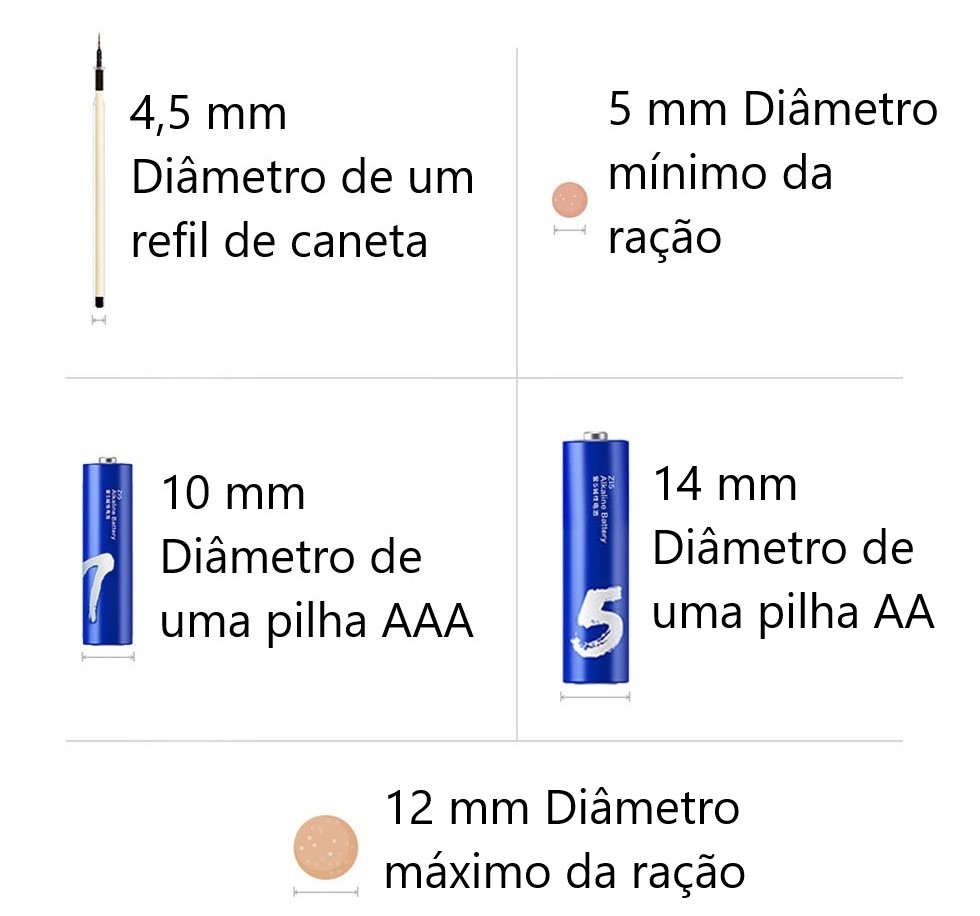 4,5 mm
Diâmetro de um
refil de caneta
5 mm Diâmetro
mínimo da
ração
10 mm
Diâmetro de
uma pilha AAA
ZI5
Alkaline Battery
7
14 mm
Diâmetro de
uma pilha AA
ZI5
Alkaline Battery
5
12 mm Diâmetro
máximo da ração